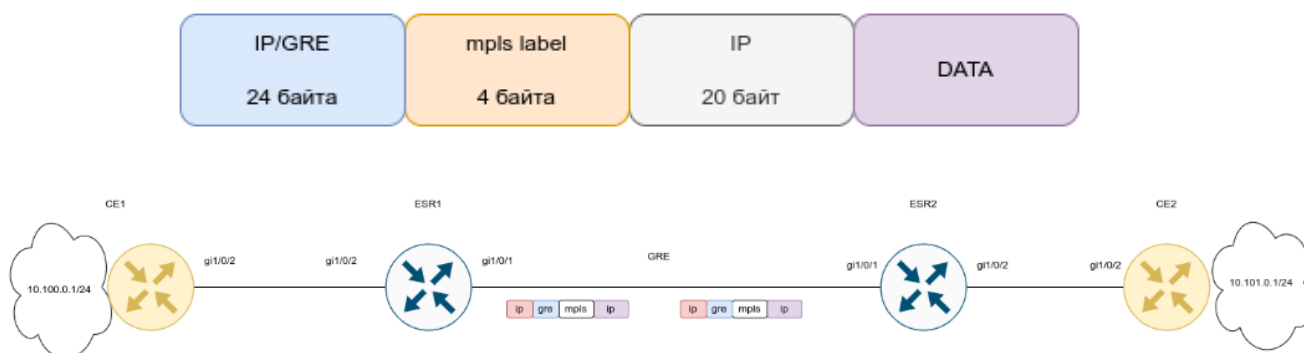 IP/GRE
24 байта
mpls label
4 байта
IP
20 байт
DATA
CE1
ESR1
ESR2
CE2
gi1/0/2
gi1/0/2
gi1/0/1
GRE
gi1/0/1
gi1/0/2
gi1/0/2
10.100.0.1/24
10.101.0.1/24
ip
gre
mpls
ip
ip
gre
mpls
ip